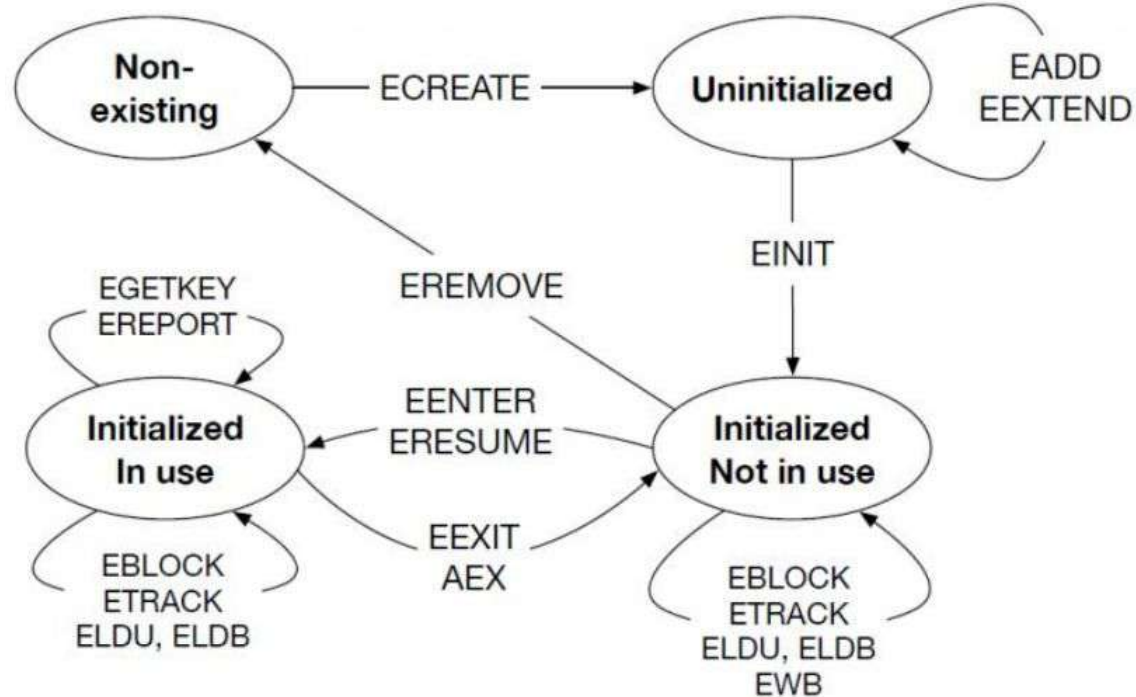 Non-
existing
ECREATE
Uninitialized
EADD
EEXTEND
EINIT
EREMOVE
EGETKEY
EREPORT
Initialized
In use
EENTER
ERESUME
Initialized
Not in use
EEXIT
AEX
EBLOCK
ETRACK
ELDU, ELDB
EBLOCK
ETRACK
ELDU, ELDB
EWB